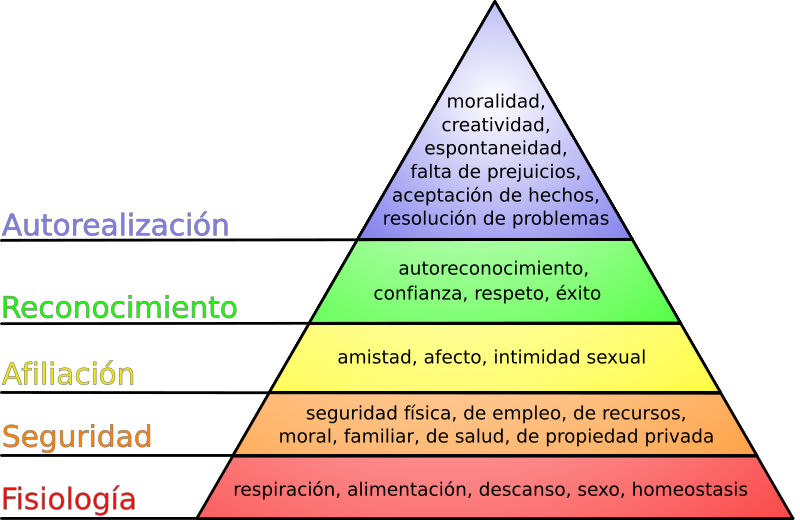 moralidad,
creatividad,
espontaneidad,
falta de prejuicios,
aceptación de hechos,
resolución de problemas
Autorealización
autoreconocimiento,
confianza, respeto, éxito
Reconocimiento
amistad, afecto, intimidad sexual
Afiliación
seguridad física, de empleo, de recursos,
moral, familiar, de salud, de propiedad privada
Seguridad
respiración, alimentación, descanso, sexo, homeostasis
Fisiología